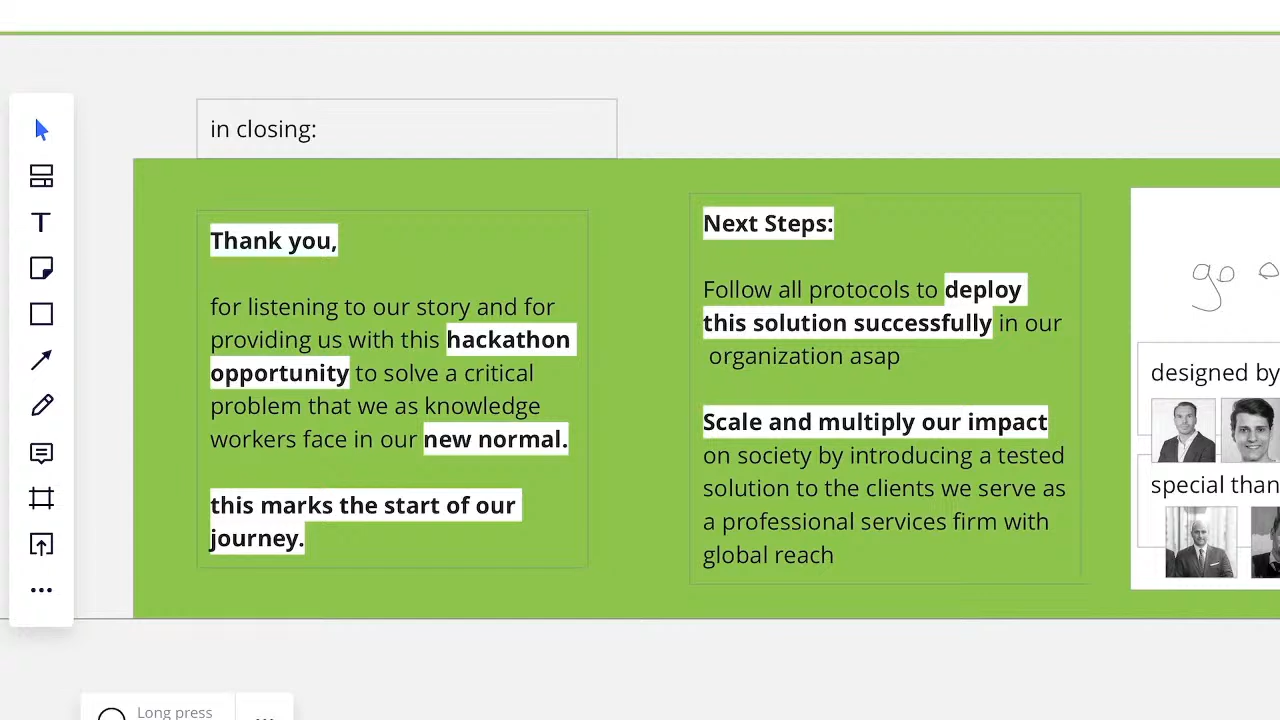 in closing:
Thank you,
for listening to our story and for
providing us with this hackathon
opportunity to solve a critical
problem that we as knowledge
workers face in our new normal.
this marks the start of our
journey.
Next Steps:
Follow all protocols to deploy
this solution successfully in our
organization asap
Scale and multiply our impact
on society by introducing a tested
solution to the clients we serve as
a professional services firm with
global reach
go
designed by
special than
Long press